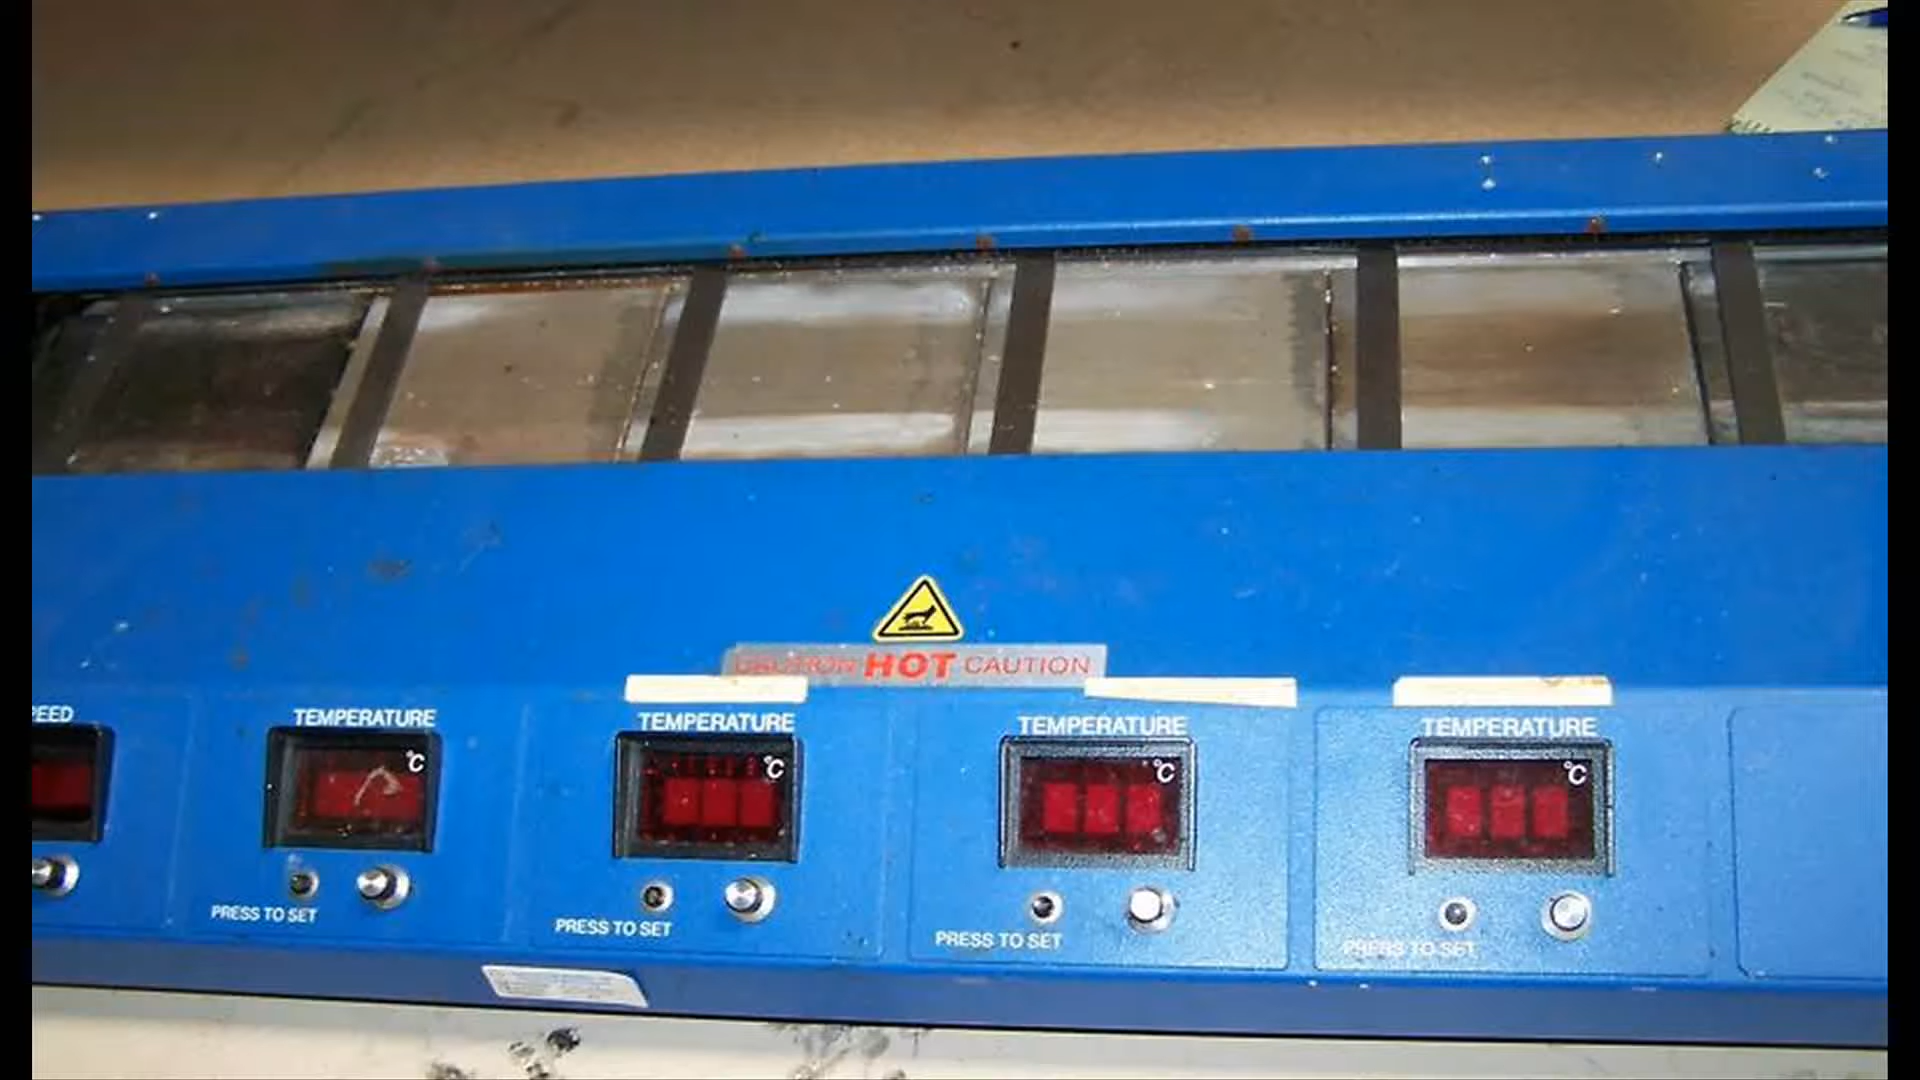 CAUTION HOT CAUTION
PEED
TEMPERATURE
TEMPERATURE
TEMPERATURE
TEMPERATURE
°C
°C
°C
°C
PRESS TO SET
PRESS TO SET
PRESS TO SET
PRESS TO SET